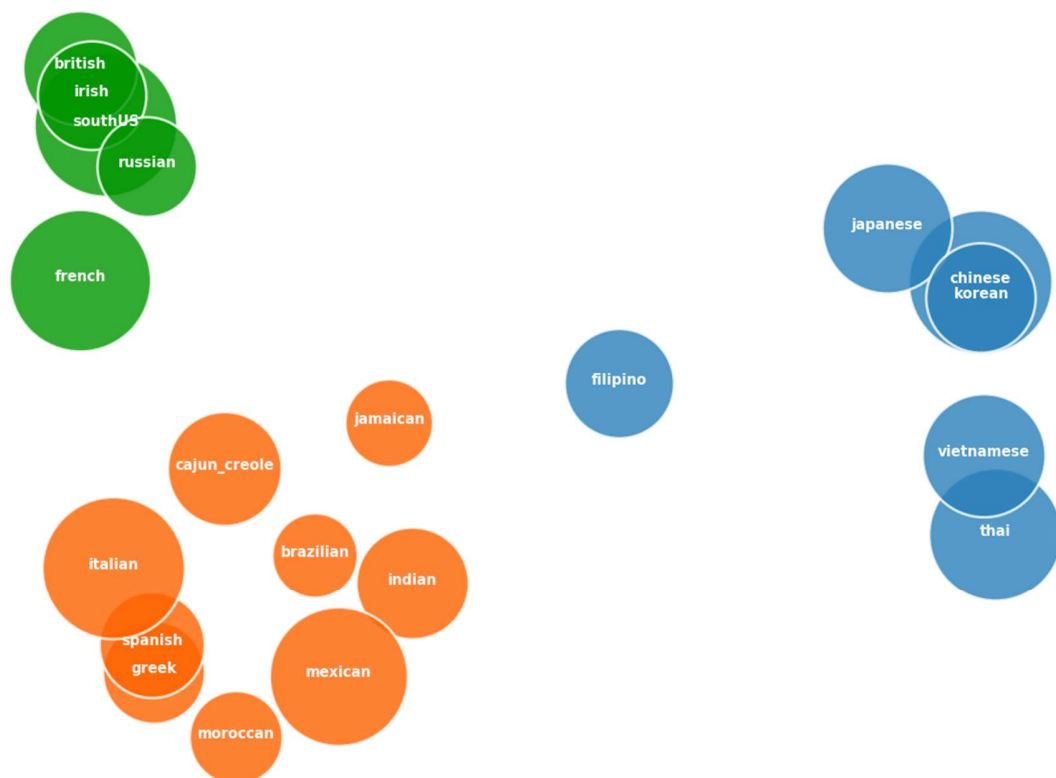 british
irish
southUS
russian
french
japanese
chinese
korean
filipino
jamaican
cajun_creole
vietnamese
thai
italian
brazilian
indian
spanish
greek
mexican
moroccan